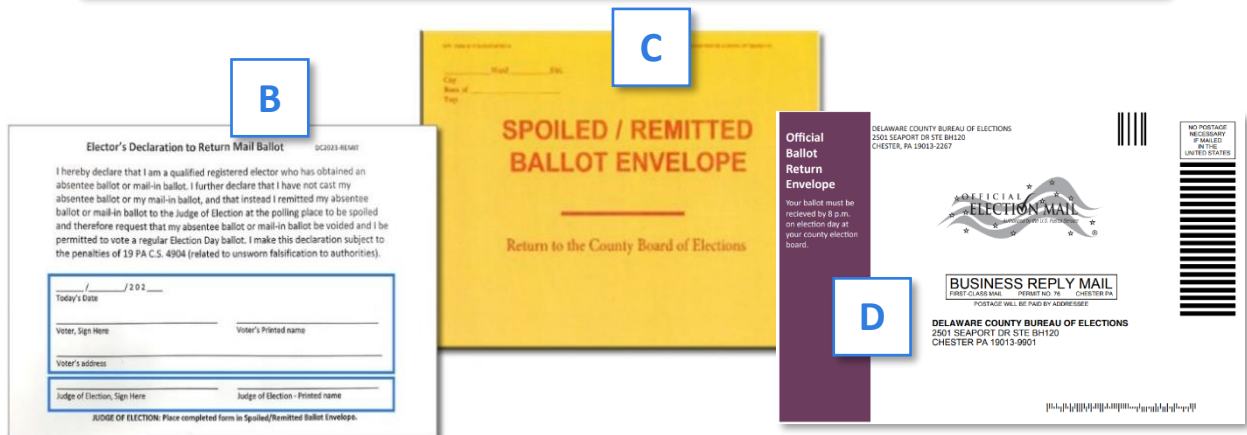 B
Elector's Declaration to Return Mail Ballot DC2023-REMIT
I hereby declare that I am a qualified registered elector who has obtained an
absentee ballot or mail-in ballot. I further declare that I have not cast my
absentee ballot or my mail-in ballot, and that instead I remitted my absentee
ballot or mail-in ballot to the Judge of Election at the polling place to be spoiled
and therefore request that my absentee ballot or mail-in ballot be voided and I be
permitted to vote a regular Election Day ballot. I make this declaration subject to
the penalties of 19 PA C.S. 4904 (related to unsworn falsification to authorities).
____/______/202___
Today's Date
Voter, Sign Here Voter's Printed name
Voter's address
Judge of Election, Sign Here Judge of Election - Printed name
JUDGE OF ELECTION: Place completed form in Spoiled/Remitted Ballot Envelope.
C
Ward
City
Boro of
Twp
SPOILED / REMITTED
BALLOT ENVELOPE
Return to the County Board of Elections
D
Official
Ballot
Return
Envelope
Your ballot must be
recieved by 8 p.m.
on election day at
your county election
board.
DELAWARE COUNTY BUREAU OF ELECTIONS
2501 SEAPORT DR STE BH120
CHESTER, PA 19013-2267
NO POSTAGE
NECESSARY
IF MAILED
IN THE
UNITED STATES
OFFICIAL
ELECTION MAIL
Authorized by the U.S. Postal Service
®
BUSINESS REPLY MAIL
FIRST-CLASS MAIL PERMIT NO. 76 CHESTER PA
POSTAGE WILL BE PAID BY ADDRESSEE
DELAWARE COUNTY BUREAU OF ELECTIONS
2501 SEAPORT DR STE BH120
CHESTER PA 19013-9901